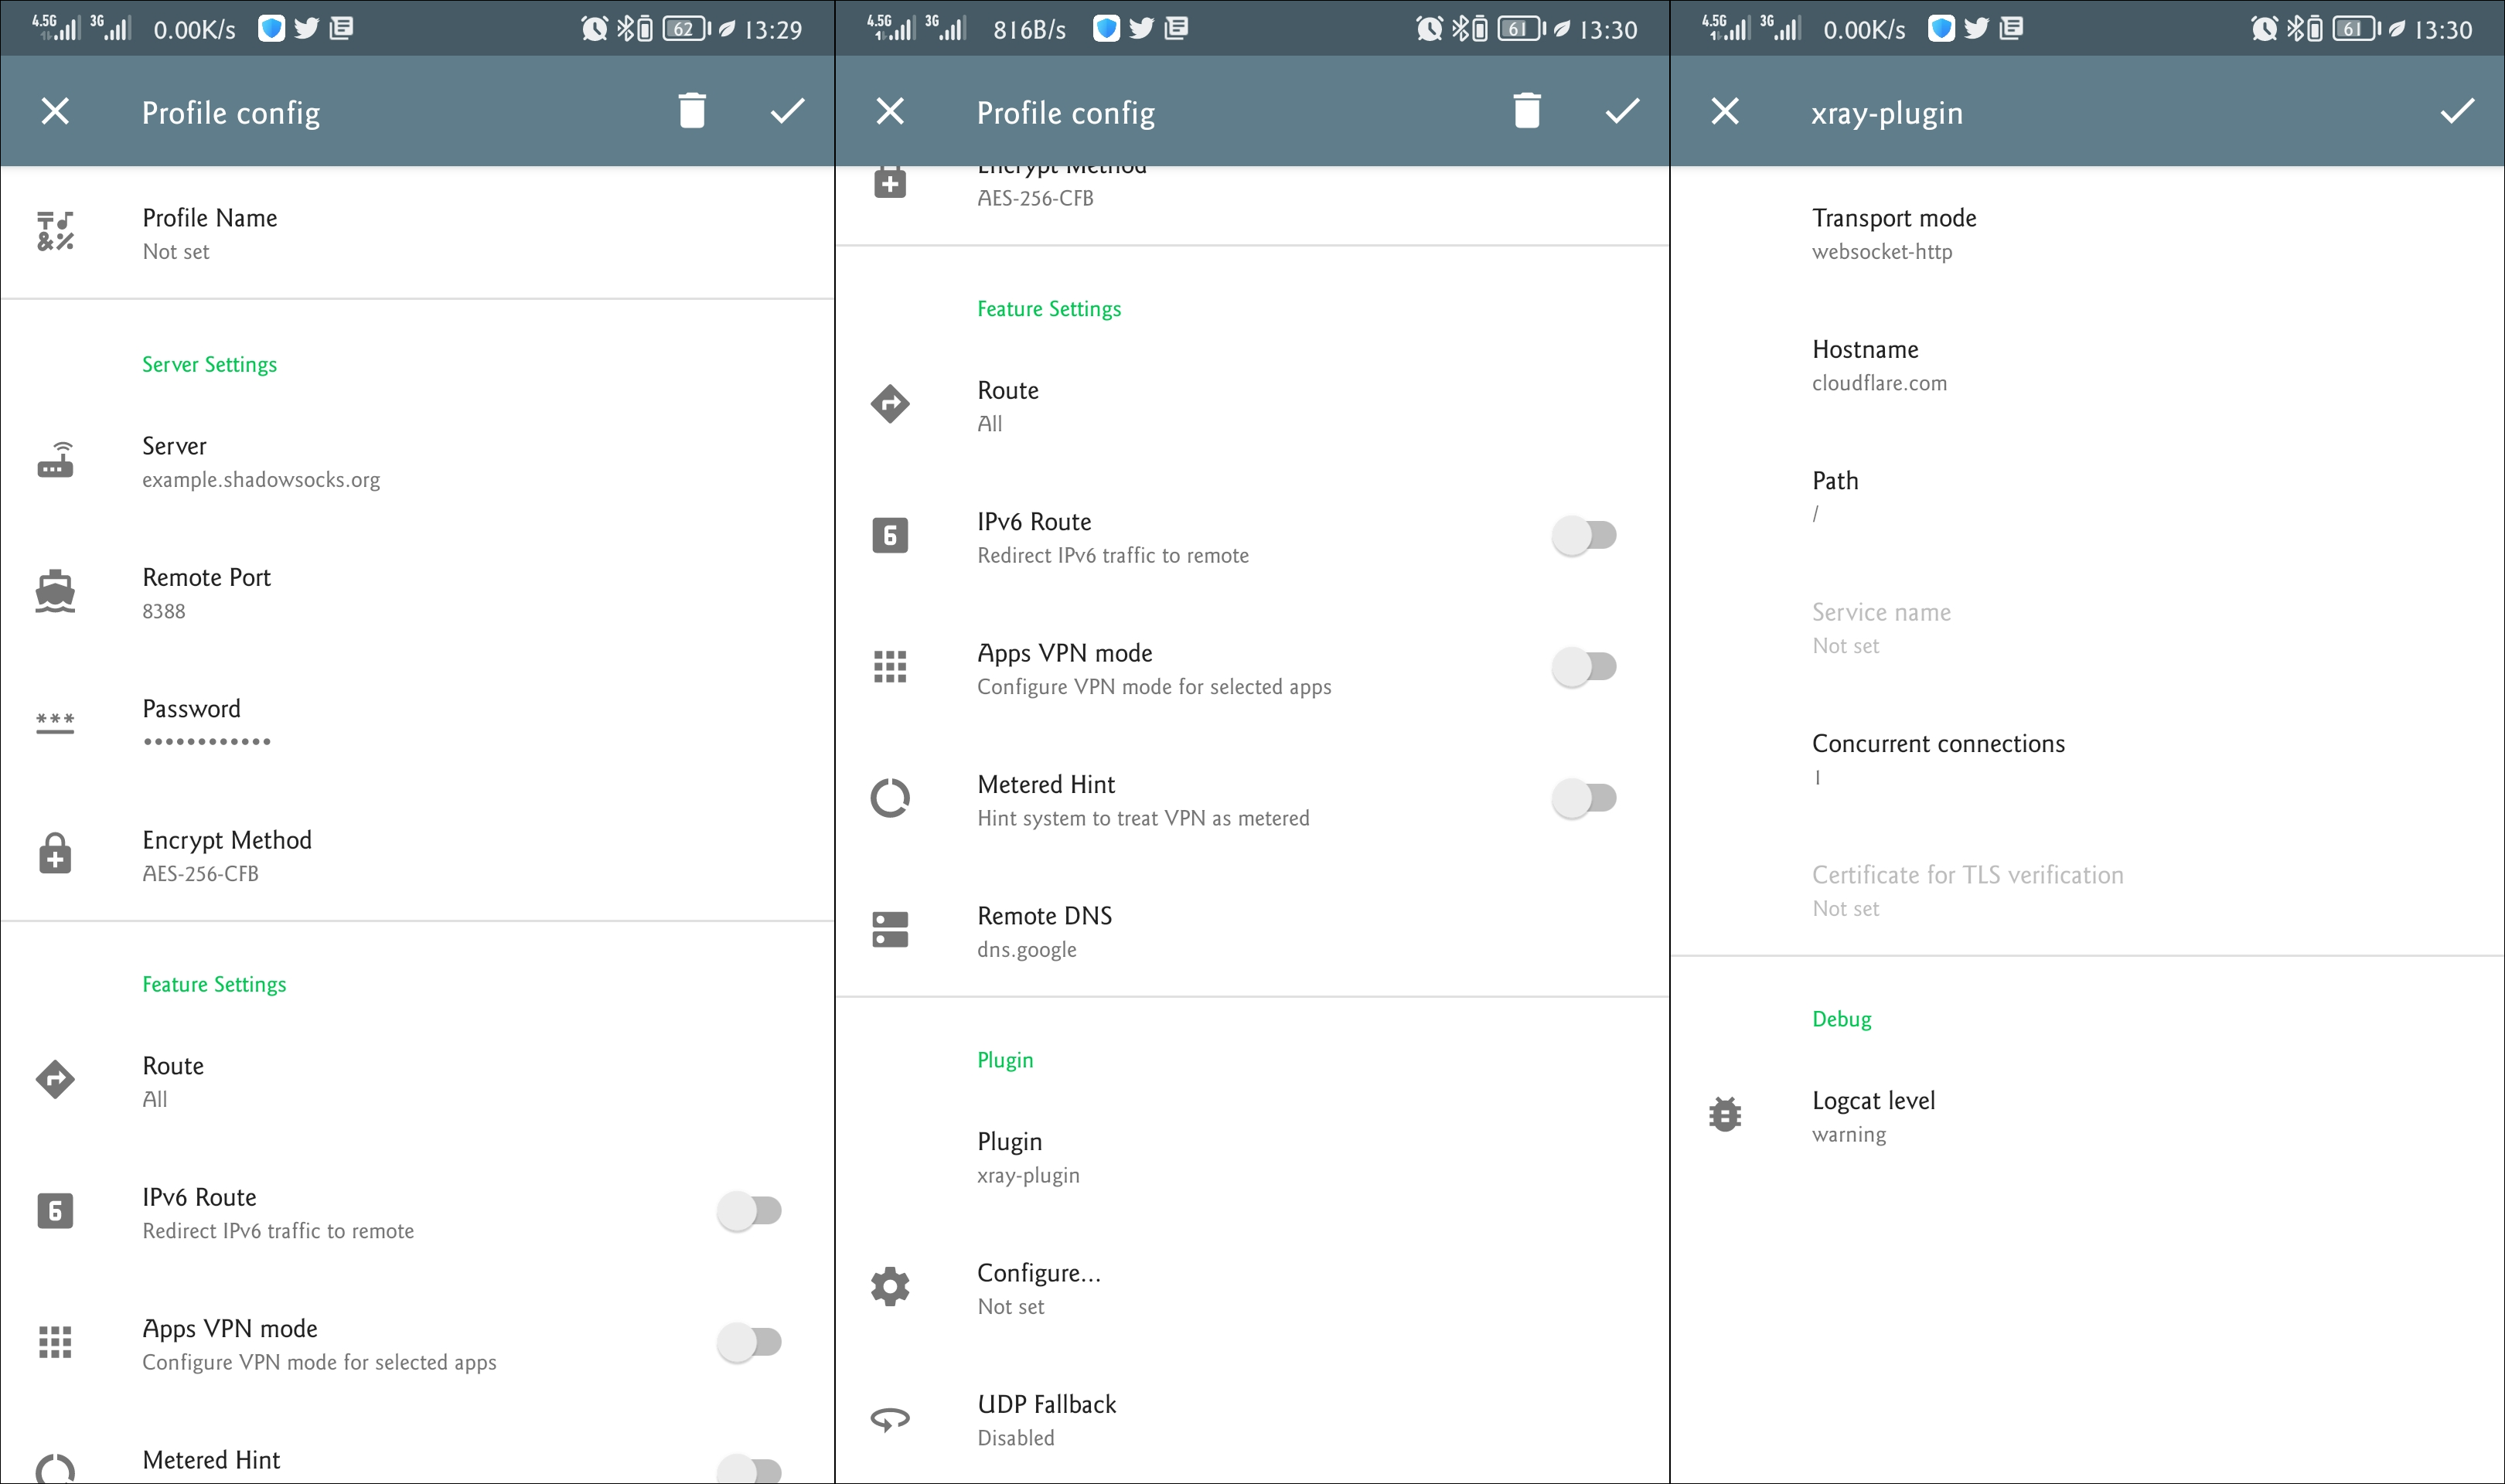 4.5G 3G 0.00K/s 62 13:29
Profile config
Profile Name
Not set
Server Settings
Server
example.shadowsocks.org
Remote Port
8388
Password
••••••••••••
Encrypt Method
AES-256-CFB
Feature Settings
Route
All
IPv6 Route
Redirect IPv6 traffic to remote
Apps VPN mode
Configure VPN mode for selected apps
Metered Hint
4.5G 3G 816B/s 61 13:30
Profile config
Encrypt Method
AES-256-CFB
Feature Settings
Route
All
IPv6 Route
Redirect IPv6 traffic to remote
Apps VPN mode
Configure VPN mode for selected apps
Metered Hint
Hint system to treat VPN as metered
Remote DNS
dns.google
Plugin
Plugin
xray-plugin
Configure...
Not set
UDP Fallback
Disabled
4.5G 3G 0.00K/s 61 13:30
xray-plugin
Transport mode
websocket-http
Hostname
cloudflare.com
Path
/
Service name
Not set
Concurrent connections
1
Certificate for TLS verification
Not set
Debug
Logcat level
warning